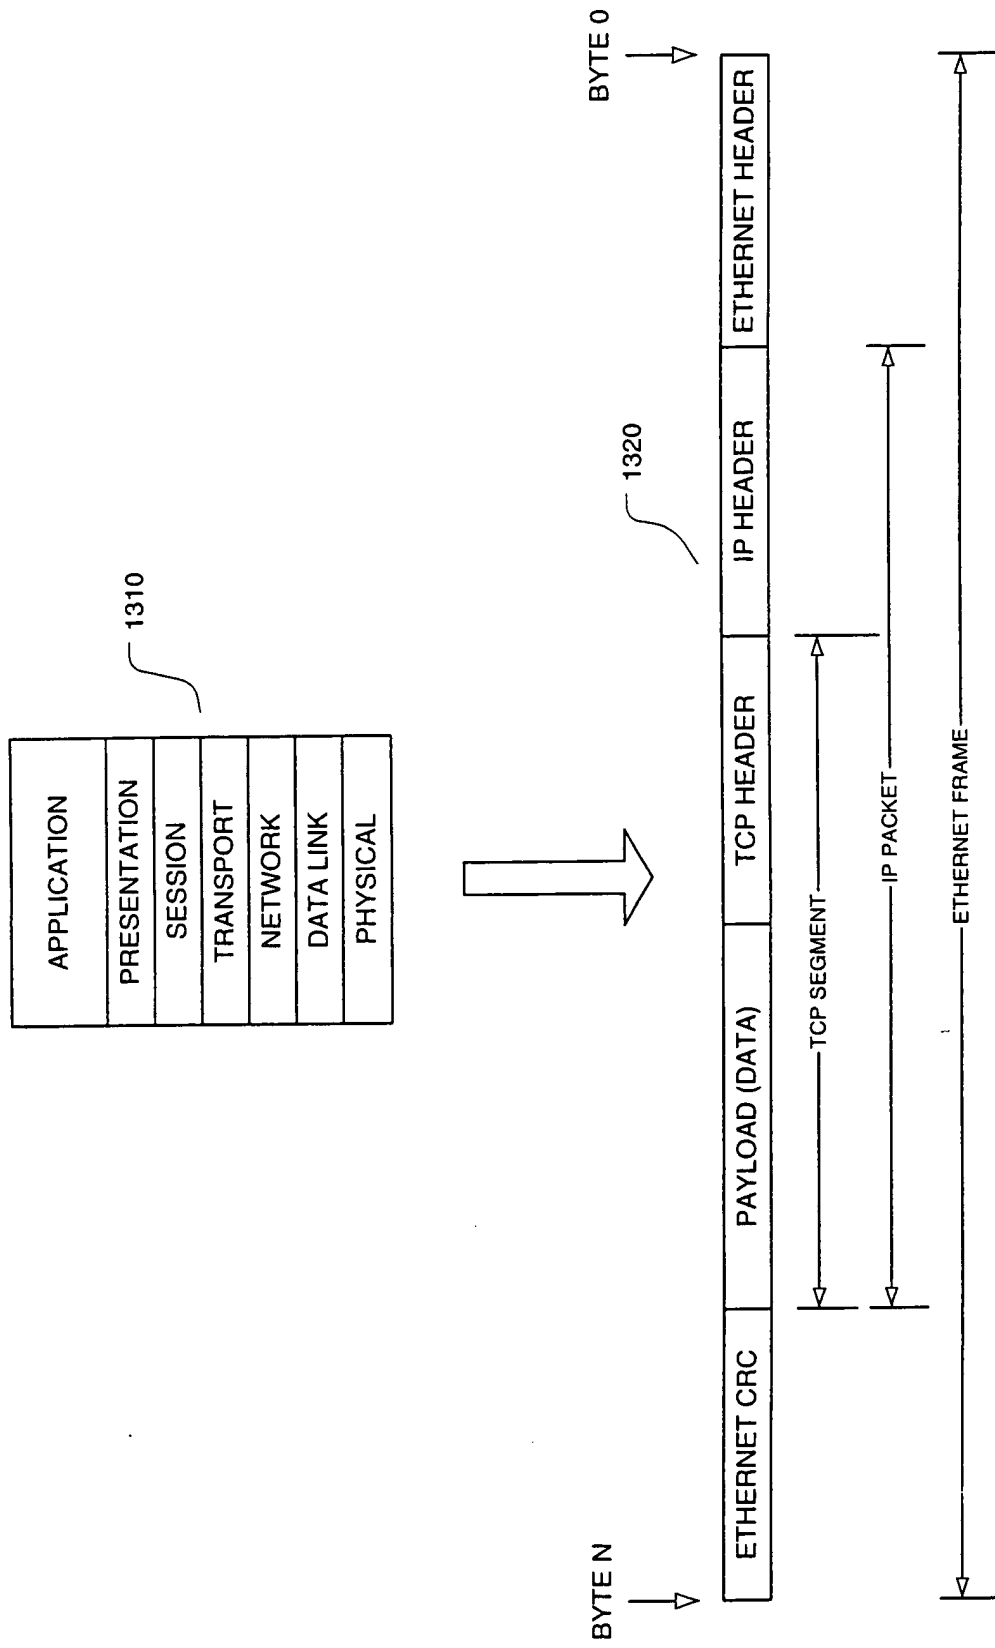 APPLICATION
PRESENTATION
SESSION
TRANSPORT
NETWORK
DATA LINK
PHYSICAL
1310
1320
BYTE N
BYTE 0
ETHERNET CRC
PAYLOAD (DATA)
TCP HEADER
IP HEADER
ETHERNET HEADER
TCP SEGMENT
IP PACKET
ETHERNET FRAME